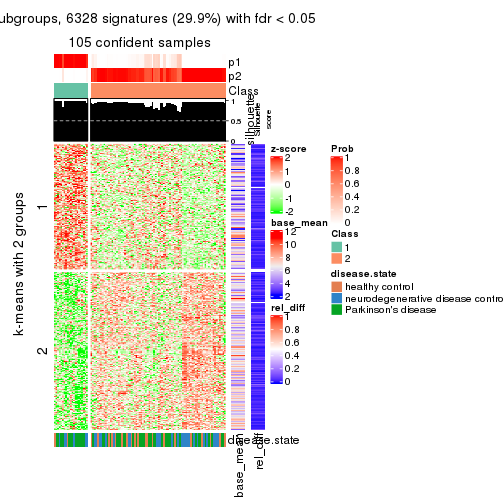 ubgroups, 6328 signatures (29.9%) with fdr < 0.05
105 confident samples
p1
p2
Class
1
0.5
0
silhouette
Silhouette
score
k-means with 2 groups
1
2
z-score
2
1
0
-1
-2
base_mean
12
10
8
6
4
2
rel_diff
1
0.8
0.6
0.4
0.2
0
Prob
1
0.8
0.6
0.4
0.2
0
Class
1
2
disease.state
healthy control
neurodegenerative disease contro
Parkinson's disease
disease.state
base_mean
rel_diff